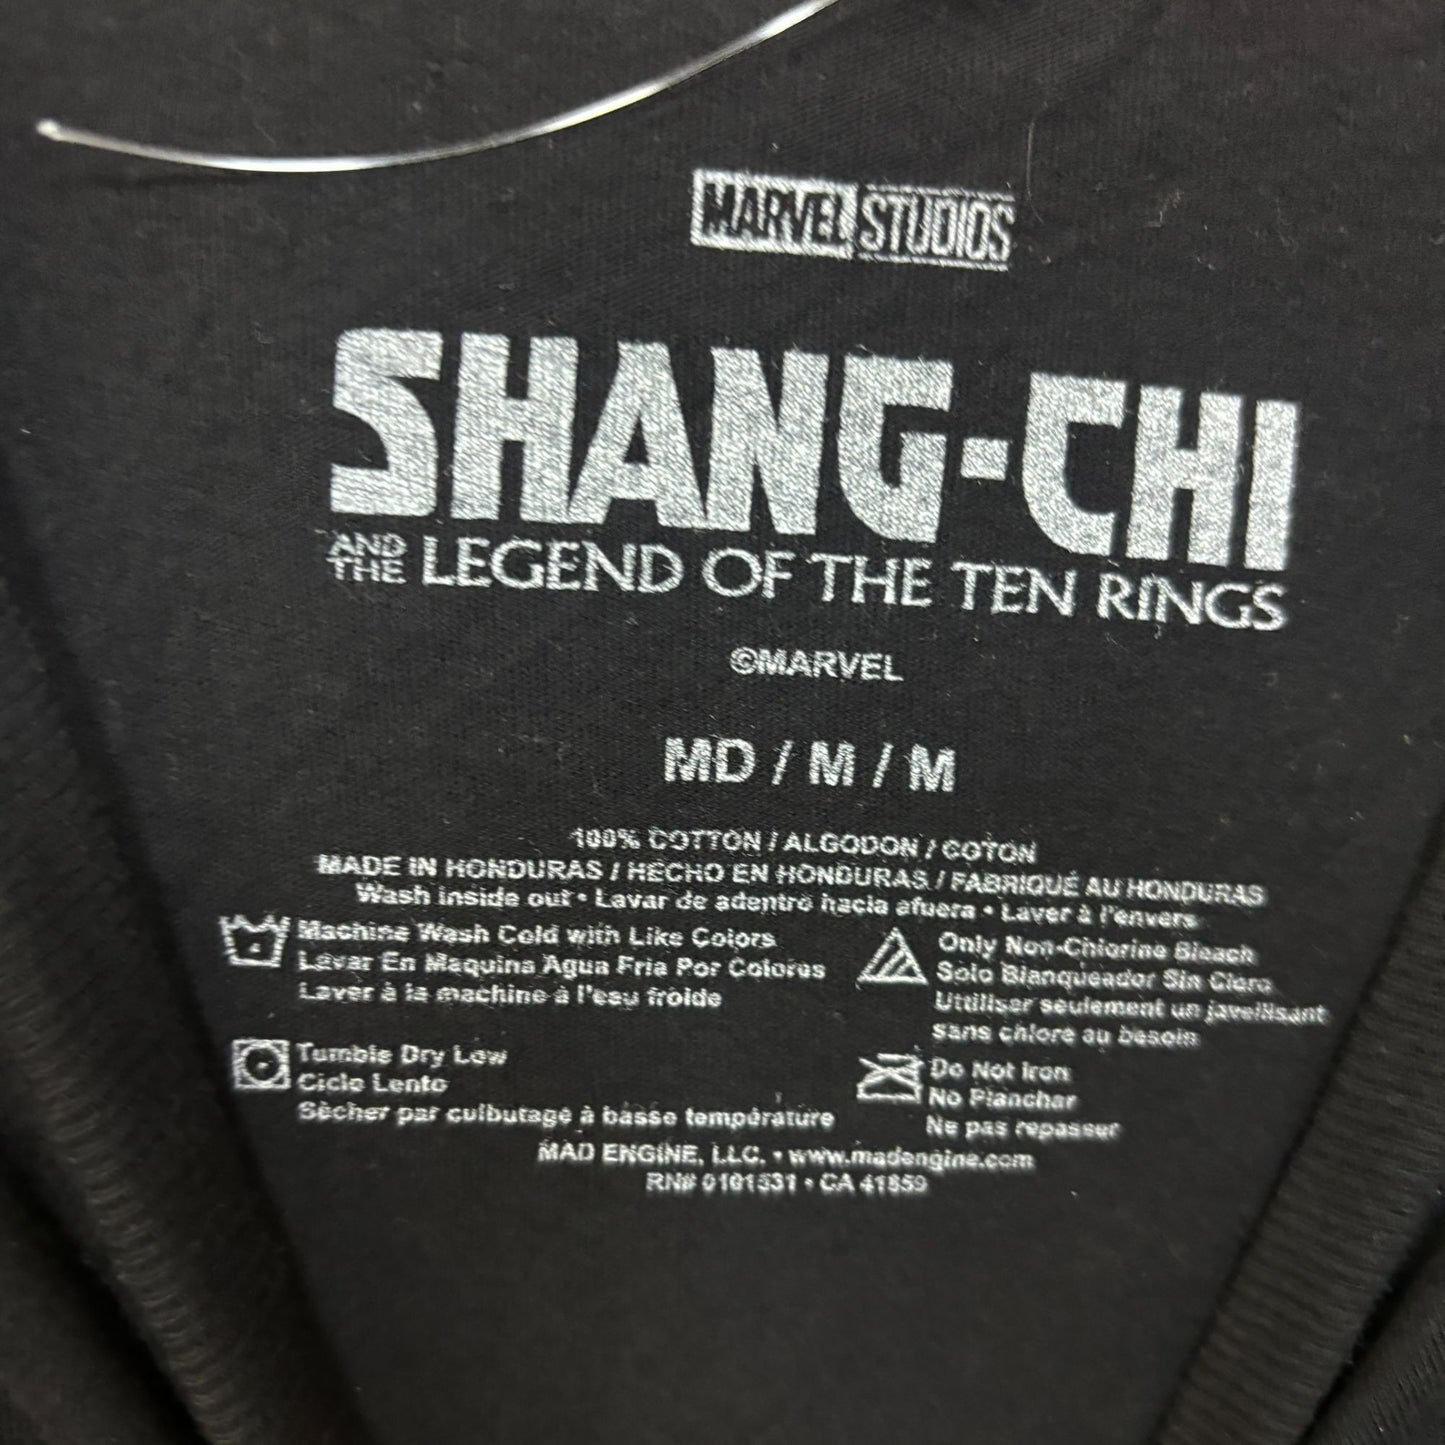 MARVEL STUDIOS
SHANG-CHI
AND THE LEGEND OF THE TEN RINGS
©MARVEL
MD / M / M
100% COTTON / ALGODON / COTON
MADE IN HONDURAS / HECHO EN HONDURAS / FABRIQUÉ AU HONDURAS
Wash inside out • Lavar de adentro hacia afuera • Laver à l'envers
Machine Wash Cold with Like Colors
Lavar En Maquina Agua Fria Por Colores
Laver à la machine à l'eau froide
Only Non-Chlorine Bleach
Solo Blanqueador Sin Cloro
Uttiliser seulement un javellisant
sans chlore au besoin
Tumble Dry Low
Ciclo Lento
Sècher par culbutage à basse température
Do Not Iron
No Planchar
Ne pas repasser
MAD ENGINE, LLC. • www.madengine.com
RN# 0101531 • CA 41859